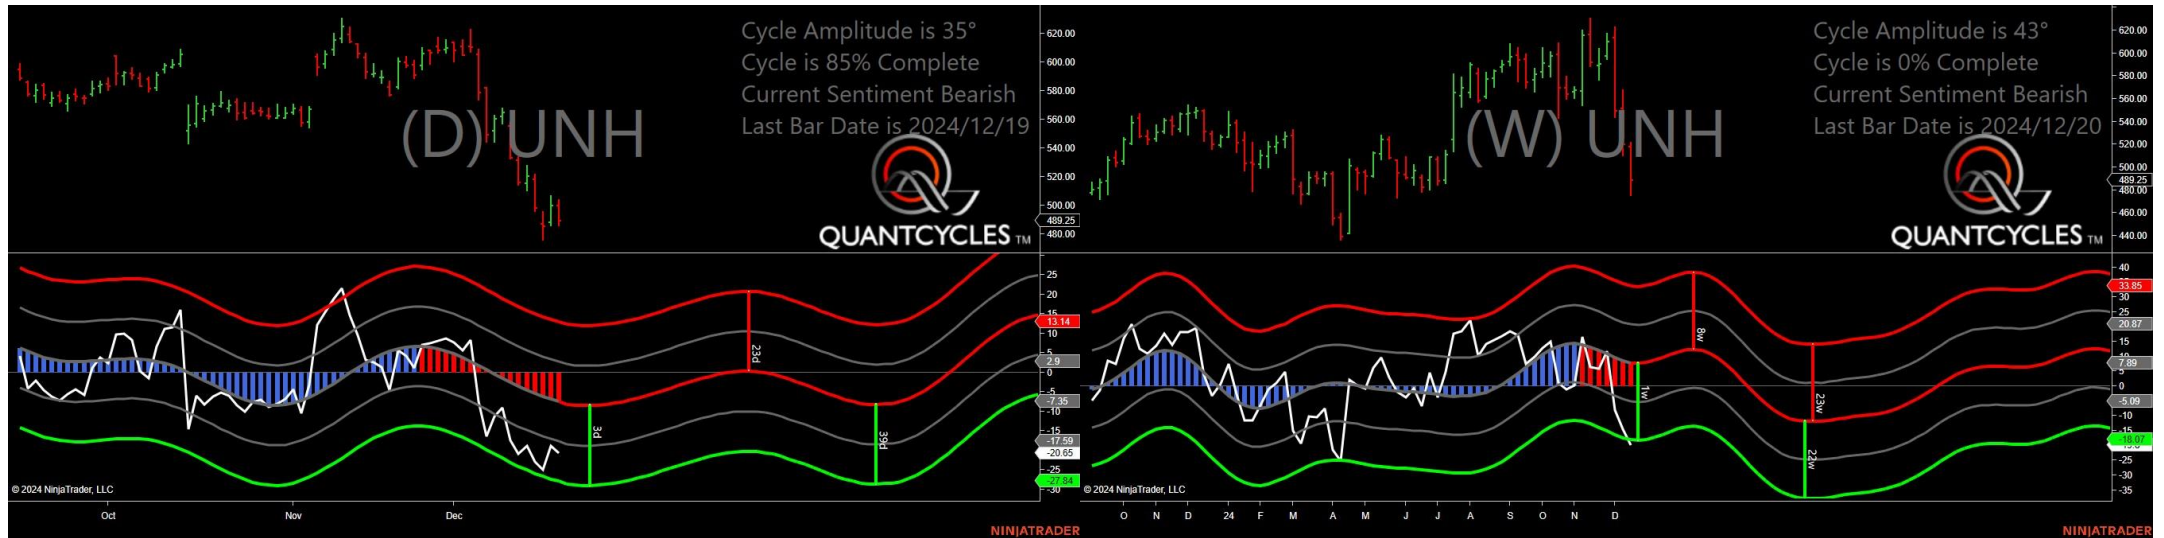 Cycle Amplitude is 35°
Cycle is 85% Complete
Current Sentiment Bearish
Last Bar Date is 2024/12/19
(D) UNH
QUANTCYCLES TM
620.00
600.00
580.00
560.00
540.00
520.00
500.00
489.25
480.00
25
20
15
13.14
10
5
2.9
0
-5
-7.35
-10
-15
-17.59
-20.65
-25
-27.84
-30
23d
3d
39d
© 2024 NinjaTrader, LLC
Oct
Nov
Dec
NINJATRADER
Cycle Amplitude is 43°
Cycle is 0% Complete
Current Sentiment Bearish
Last Bar Date is 2024/12/20
(W) UNH
QUANTCYCLES TM
620.00
600.00
580.00
560.00
540.00
520.00
500.00
489.25
480.00
460.00
440.00
40
33.85
30
25
20.87
15
10
7.89
5
0
-5.09
-10
-15
-18.07
-25
-30
-35
8w
1w
23w
22w
© 2024 NinjaTrader, LLC
O N D 24 F M A M J J A S O N D
NINJATRADER